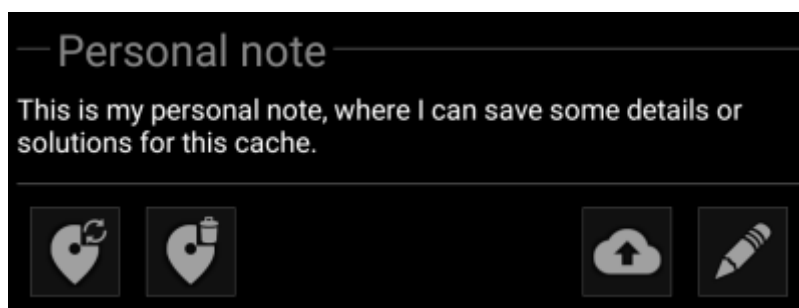 Personal note
This is my personal note, where I can save some details or
solutions for this cache.